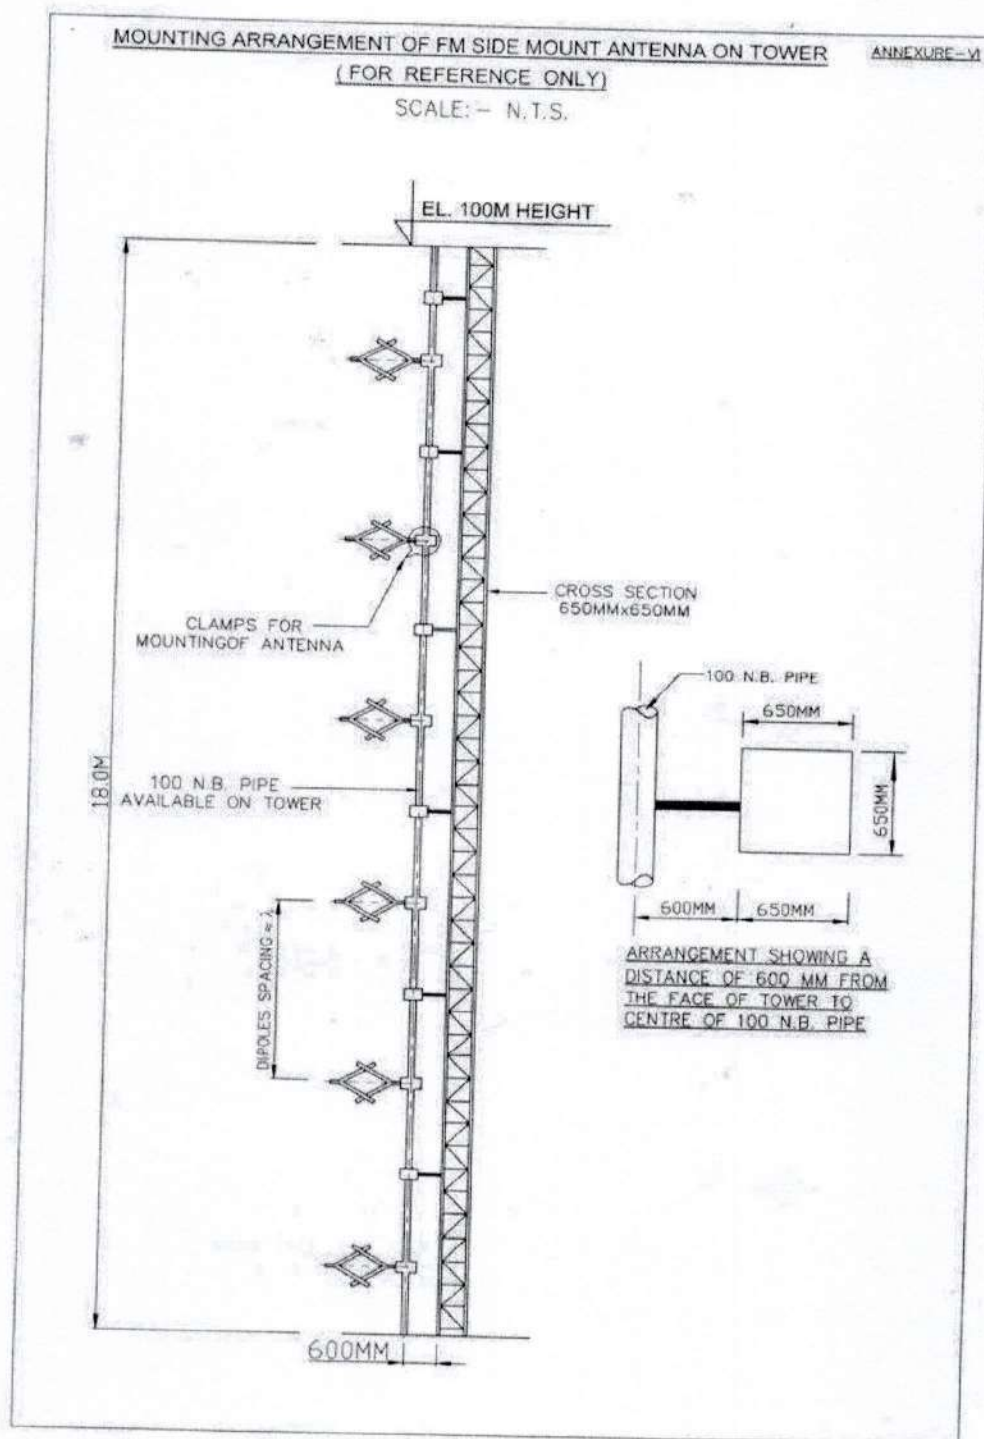 MOUNTING ARRANGEMENT OF FM SIDE MOUNT ANTENNA ON TOWER
ANNEXURE-VI
(FOR REFERENCE ONLY)
SCALE:- N.T.S.
EL. 100M HEIGHT
CROSS SECTION
650MMx650MM
CLAMPS FOR
MOUNTINGOF ANTENNA
100 N.B. PIPE
650MM
18.0M
100 N.B. PIPE
AVAILABLE ON TOWER
650MM
DIPOLES SPACING ≈ λ
600MM
650MM
ARRANGEMENT SHOWING A
DISTANCE OF 600 MM FROM
THE FACE OF TOWER TO
CENTRE OF 100 N.B. PIPE
600MM